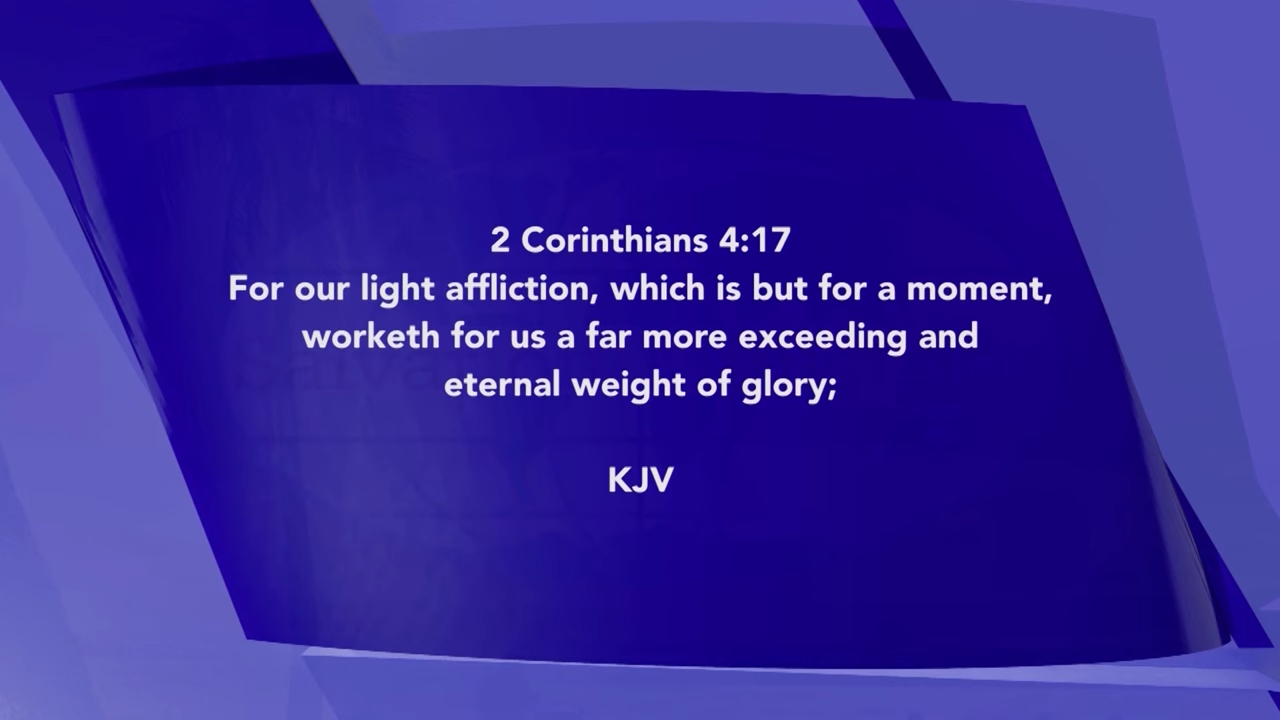 2 Corinthians 4:17
For our light affliction, which is but for a moment,
worketh for us a far more exceeding and
eternal weight of glory;
KJV